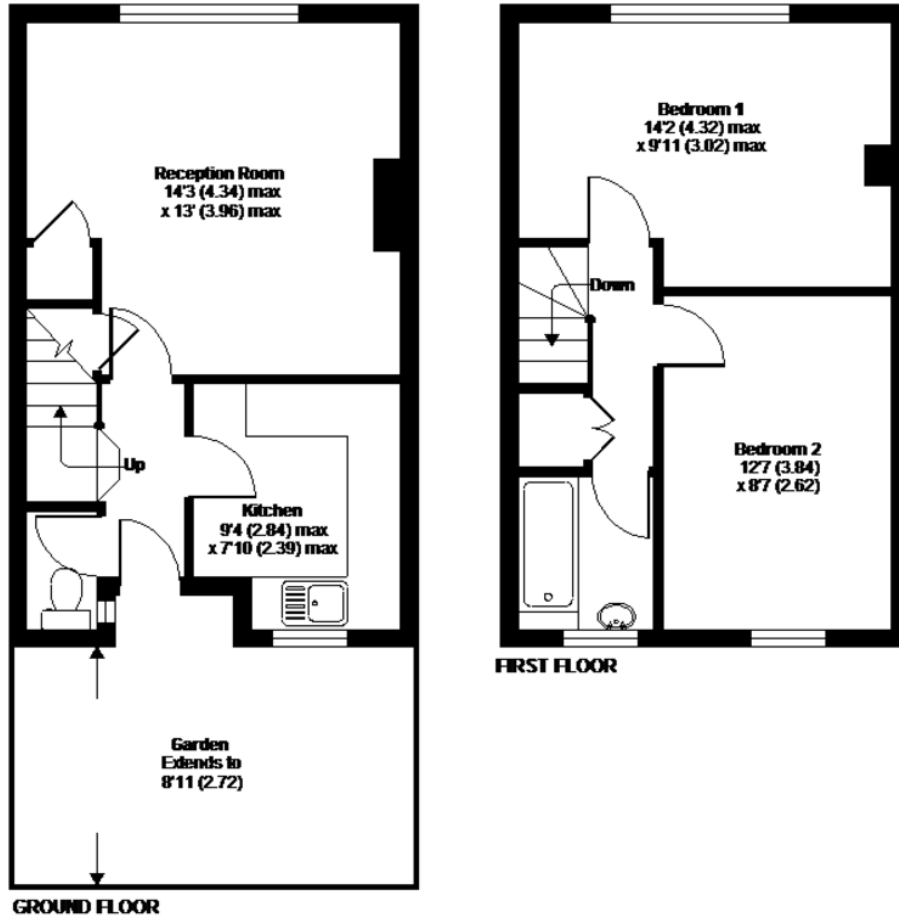 Reception Room
14'3 (4.34) max
x 13' (3.96) max
Up
Kitchen
9'4 (2.84) max
x 7'10 (2.39) max
Garden
Extends to
8'11 (2.72)
GROUND FLOOR
Bedroom 1
14'2 (4.32) max
x 9'11 (3.02) max
Down
Bedroom 2
12'7 (3.84)
x 8'7 (2.62)
FIRST FLOOR